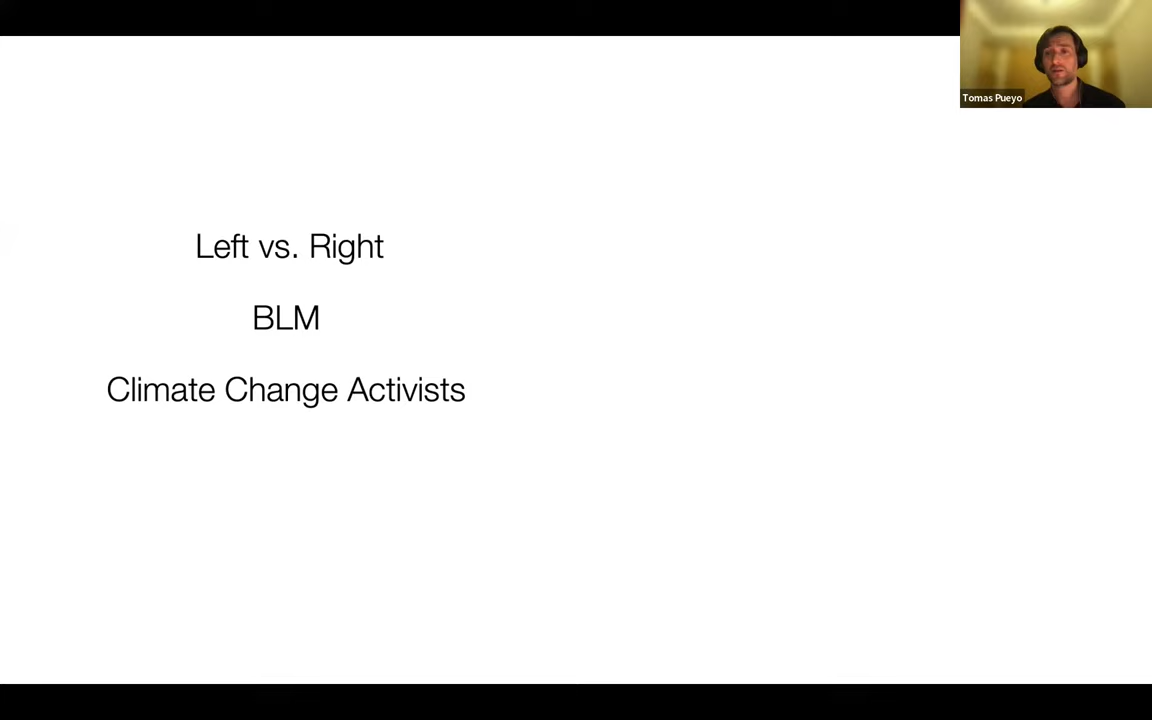 Tomas Pueyo
Left vs. Right
BLM
Climate Change Activists